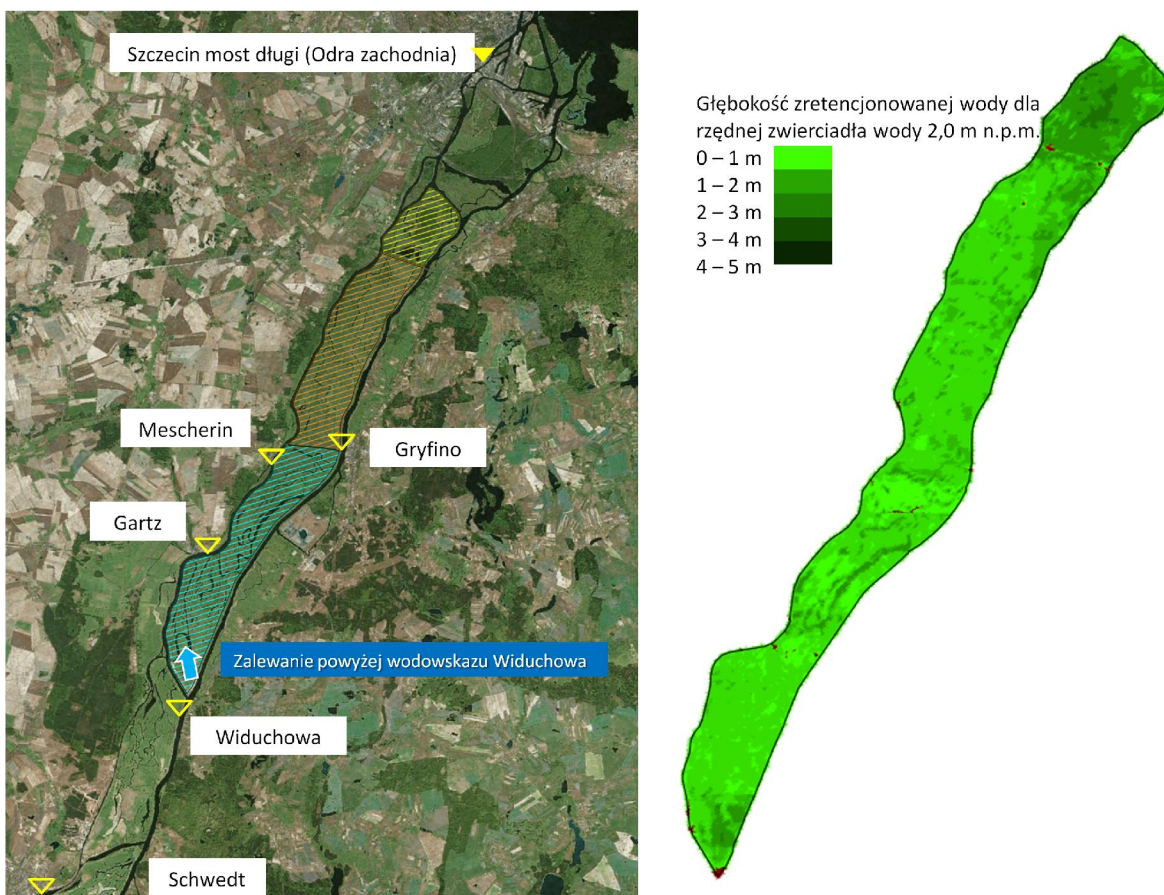 Szczecin most długi (Odra zachodnia)
Mescherin
Gryfino
Gartz
Zalewanie powyżej wodowskazu Widuchowa
Widuchowa
Schwedt
Głębokość zretencjonowanej wody dla
rzędnej zwierciadła wody 2,0 m n.p.m.
0 – 1 m
1 – 2 m
2 – 3 m
3 – 4 m
4 – 5 m